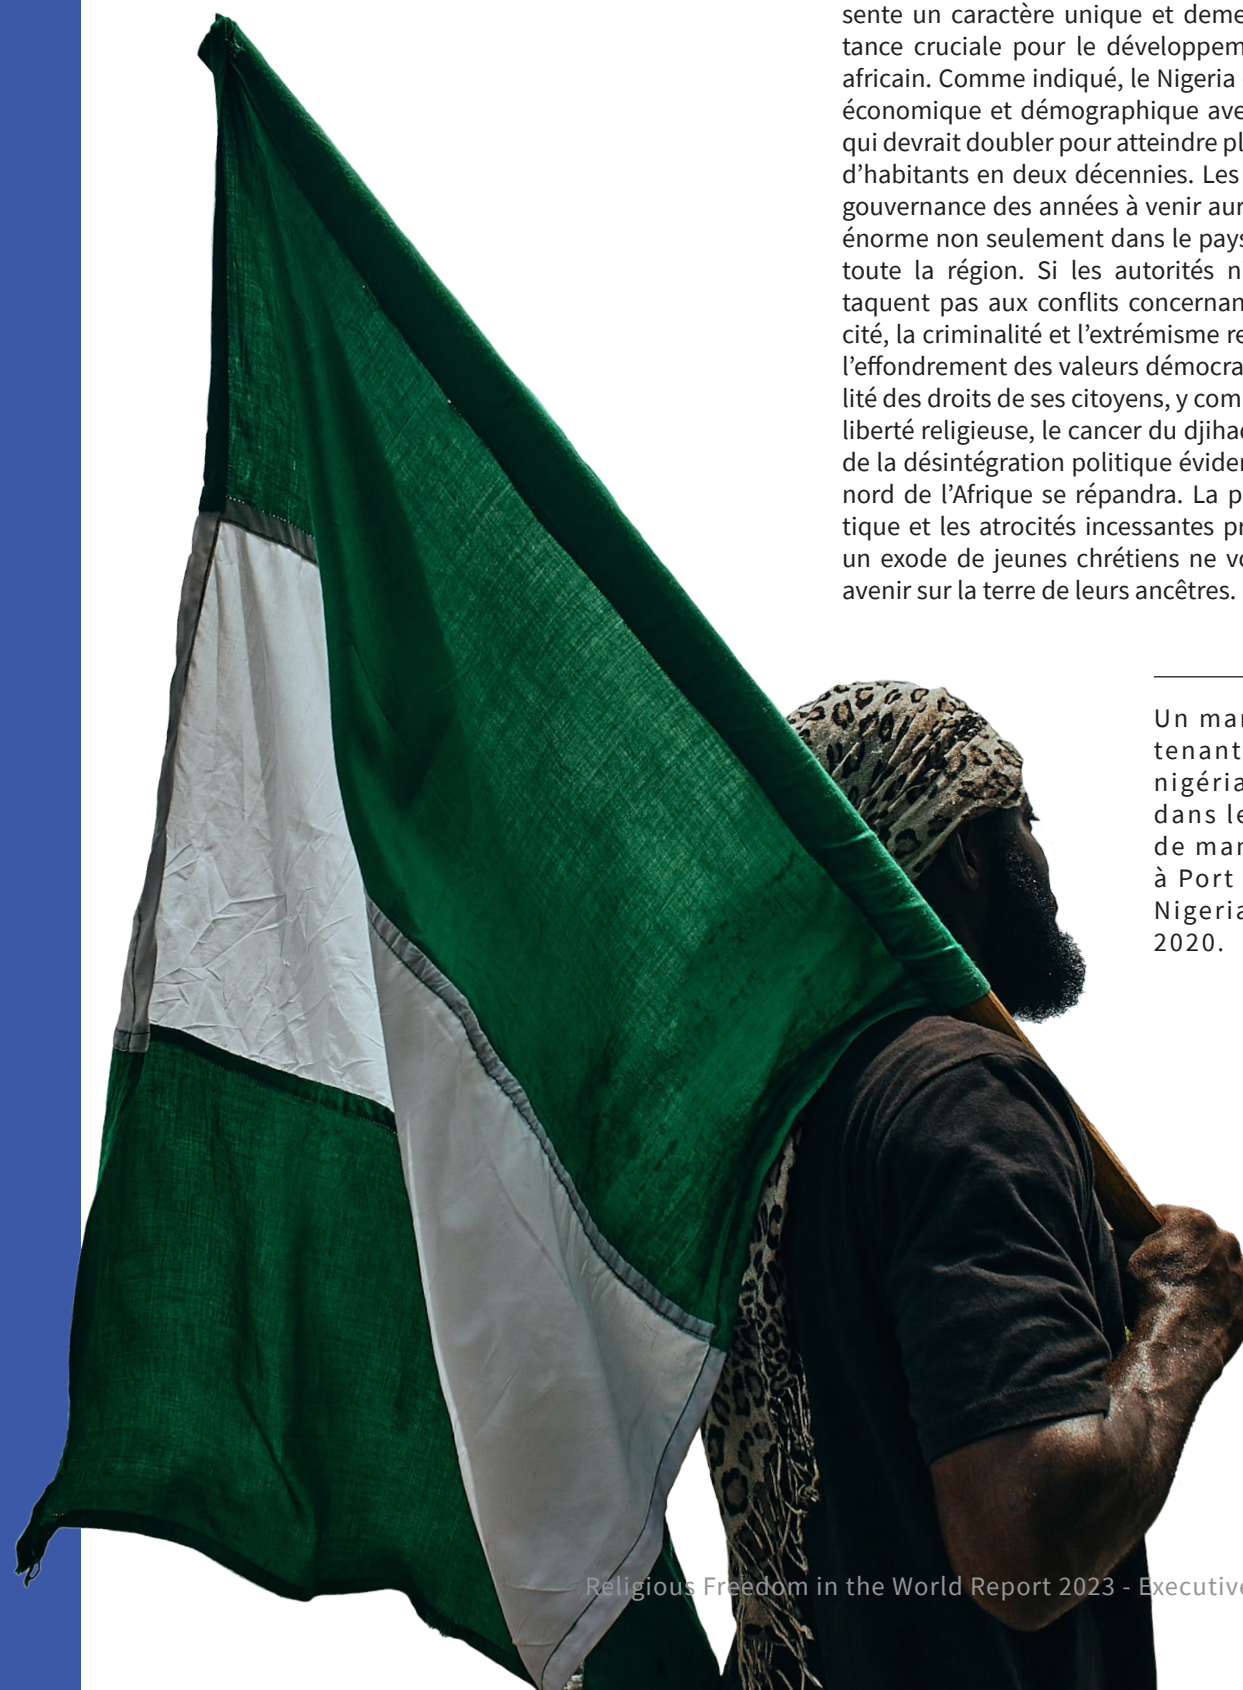 sente un caractère unique et deme
tance cruciale pour le développem
africain. Comme indiqué, le Nigeria
économique et démographique ave
qui devrait doubler pour atteindre pl
d’habitants en deux décennies. Les
gouvernance des années à venir aur
énorme non seulement dans le pays
toute la région. Si les autorités n
taquent pas aux conflits concernan
cité, la criminalité et l’extrémisme re
l’effondrement des valeurs démocra
lité des droits de ses citoyens, y com
liberté religieuse, le cancer du djihad
de la désintégration politique éviden
nord de l’Afrique se répandra. La p
tique et les atrocités incessantes pr
un exode de jeunes chrétiens ne vo
avenir sur la terre de leurs ancêtres.
Un man
tenant
nigéria
dans le
de man
à Port
Nigeria
2020.
Religious Freedom in the World Report 2023 - Executive